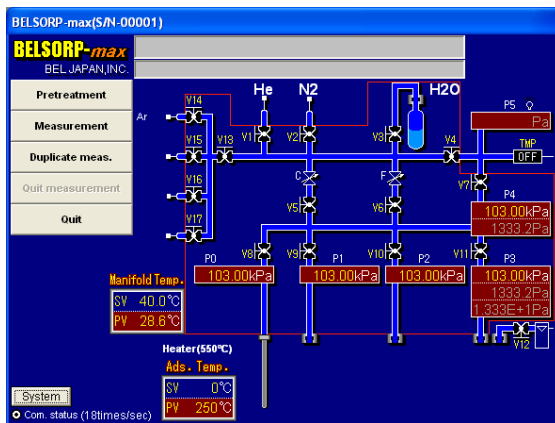 BELSORP-max(S/N-00001)
BELSORP-max
BEL JAPAN,INC.
Pretreatment
Measurement
Duplicate meas.
Quit measurement
Quit
He N2 H2O
Ar
V14
V15 V13
V16
V17
V1
V2
V3
V4
P5
Pa
TMP
OFF
C
F
V5
V6
V7
P4
103.00kPa
1333.2Pa
V8
V9
V10
V11
P0
103.00kPa
P1
103.00kPa
P2
103.00kPa
P3
103.00kPa
1333.2Pa
1.333E+1Pa
V12
Manifold Temp.
SV 40.0℃
PV 28.6℃
Heater(550℃)
Ads. Temp.
SV 0℃
PV 250℃
System
Com. status (18times/sec)